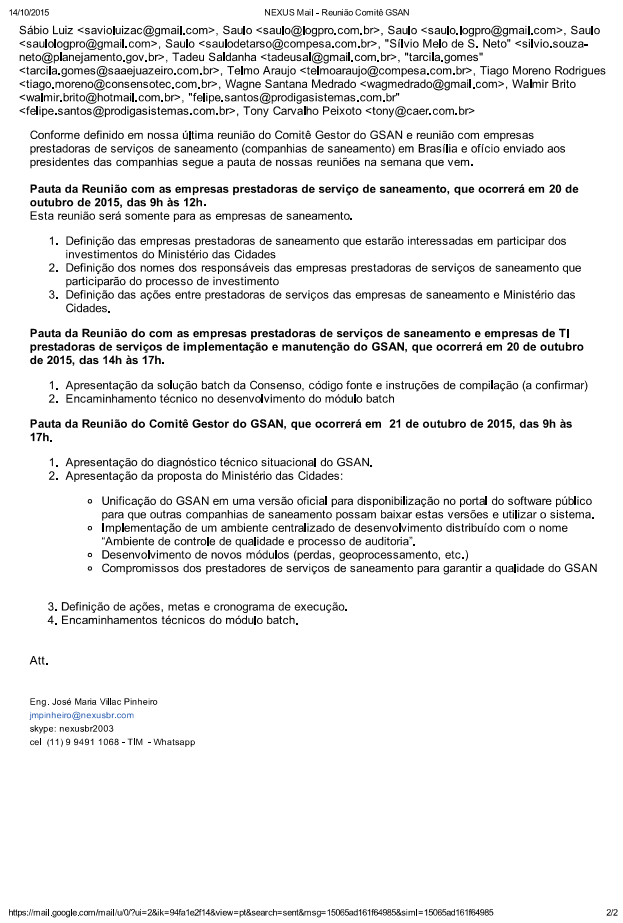 14/10/2015 NEXUS Mail - Reunião Comitê GSAN
Sábio Luiz <savioluizac@gmail.com>, Saulo <saulo@logpro.com.br>, Saulo <saulo.logpro@gmail.com>, Saulo
<saulologpro@gmail.com>, Saulo <saulodetarso@compesa.com.br>, "Sílvio Melo de S. Neto" <silvio.souza-
neto@planejamento.gov.br>, Tadeu Saldanha <tadeusal@gmail.com.br>, "tarcila.gomes"
<tarcila.gomes@saaejuazeiro.com.br>, Telmo Araujo <telmoaraujo@compesa.com.br>, Tiago Moreno Rodrigues
<tiago.moreno@consensotec.com.br>, Wagne Santana Medrado <wagmedrado@gmail.com>, Walmir Brito
<walmir.brito@hotmail.com.br>, "felipe.santos@prodigasistemas.com.br"
<felipe.santos@prodigasistemas.com.br>, Tony Carvalho Peixoto <tony@caer.com.br>
Conforme definido em nossa última reunião do Comitê Gestor do GSAN e reunião com empresas
prestadoras de serviços de saneamento (companhias de saneamento) em Brasília e ofício enviado aos
presidentes das companhias segue a pauta de nossas reuniões na semana que vem.
Pauta da Reunião com as empresas prestadoras de serviço de saneamento, que ocorrerá em 20 de
outubro de 2015, das 9h às 12h.
Esta reunião será somente para as empresas de saneamento.
1. Definição das empresas prestadoras de saneamento que estarão interessadas em participar dos
investimentos do Ministério das Cidades
2. Definição dos nomes dos responsáveis das empresas prestadoras de serviços de saneamento que
participarão do processo de investimento
3. Definição das ações entre prestadoras de serviços das empresas de saneamento e Ministério das
Cidades.
Pauta da Reunião do com as empresas prestadoras de serviços de saneamento e empresas de TI
prestadoras de serviços de implementação e manutenção do GSAN, que ocorrerá em 20 de outubro
de 2015, das 14h às 17h.
1. Apresentação da solução batch da Consenso, código fonte e instruções de compilação (a confirmar)
2. Encaminhamento técnico no desenvolvimento do módulo batch
Pauta da Reunião do Comitê Gestor do GSAN, que ocorrerá em 21 de outubro de 2015, das 9h às
17h.
1. Apresentação do diagnóstico técnico situacional do GSAN.
2. Apresentação da proposta do Ministério das Cidades:
◦ Unificação do GSAN em uma versão oficial para disponibilização no portal do software público
para que outras companhias de saneamento possam baixar estas versões e utilizar o sistema.
◦ Implementação de um ambiente centralizado de desenvolvimento distribuído com o nome
"Ambiente de controle de qualidade e processo de auditoria".
◦ Desenvolvimento de novos módulos (perdas, geoprocessamento, etc.)
◦ Compromissos dos prestadores de serviços de saneamento para garantir a qualidade do GSAN
3. Definição de ações, metas e cronograma de execução.
4. Encaminhamentos técnicos do módulo batch.
Att.
Eng. José Maria Villac Pinheiro
jmpinheiro@nexusbr.com
skype: nexusbr2003
cel (11) 9 9491 1068 - TIM - Whatsapp
https://mail.google.com/mail/u/0/?ui=2&ik=94fa1e2f14&view=pt&search=sent&msg=15065ad161f64985&siml=15065ad161f64985 2/2